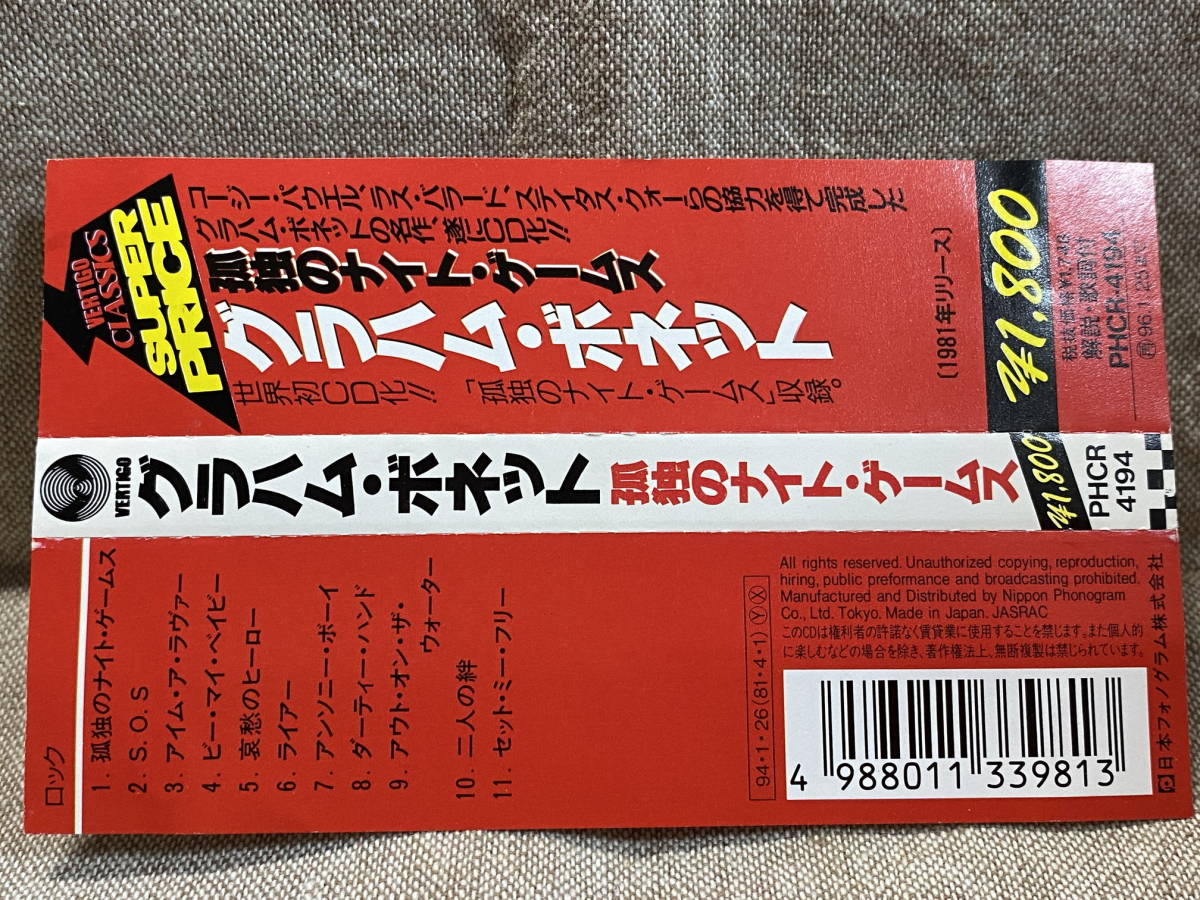 VERTIGO
CLASSICS
SUPER
PRICE
コージー・パウエル、ラス・バラード、ステイタス・クォーらの協力を得て完成した
グラハム・ボネットの名作、遂にCD化!!
孤独のナイト・ゲームス
グラハム・ボネット
世界初CD化!! 「孤独のナイト・ゲームス」収録。
(1981年リリース)
¥1,800
税抜価格¥1,748
解説・歌詞付
PHCR-4194
再 '96・1・25まで
VERTIGO
グラハム・ボネット 孤独のナイト・ゲームス
¥1,800
PHCR
4194
ロック
1. 孤独のナイト・ゲームス
2. S.O.S
3. アイム・ア・ラヴァー
4. ビー・マイ・ベイビー
5. 哀愁のヒーロー
6. ライアー
7. アンソニー・ボーイ
8. ダーティー・ハンド
9. アウト・オン・ザ・
ウォーター
10. 二人の絆
11. セット・ミー・フリー
94・1・26(81・4・1)ⓎⓍ
All rights reserved. Unauthorized copying, reproduction,
hiring, public preformance and broadcasting prohibited.
Manufactured and Distributed by Nippon Phonogram
Co., Ltd. Tokyo. Made in Japan. JASRAC
このCDは権利者の許諾なく賃貸業に使用することを禁じます。また個人的
に楽しむなどの場合を除き、著作権法上、無断複製は禁じられています。
4 988011 339813
日本フォノグラム株式会社